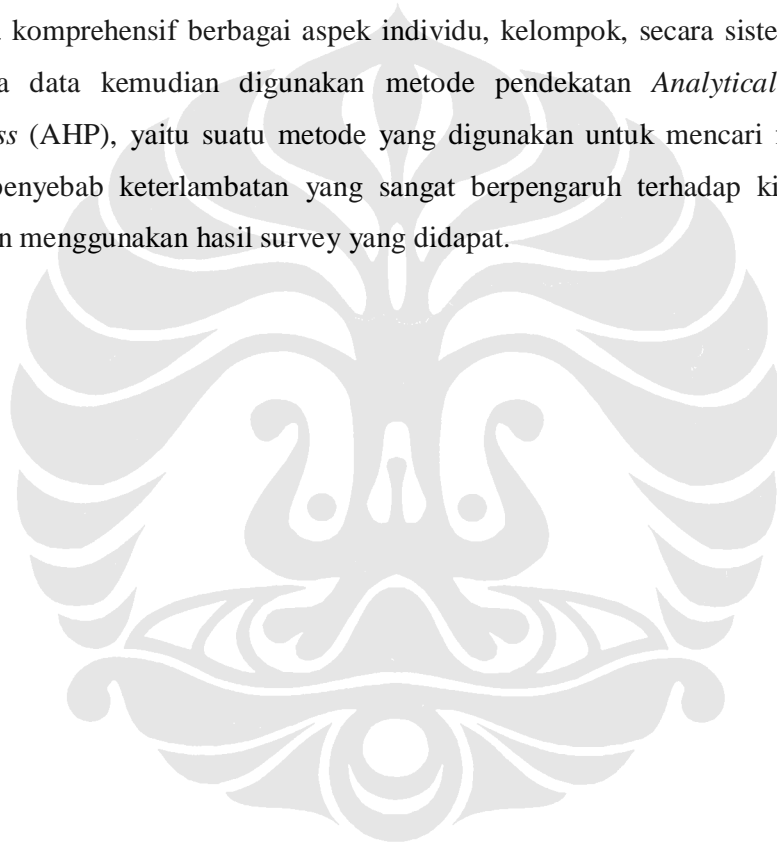 komprehensif berbagai aspek individu, kelompok, secara siste
data kemudian digunakan metode pendekatan Analytical
ss (AHP), yaitu suatu metode yang digunakan untuk mencari
penyebab keterlambatan yang sangat berpengaruh terhadap ki
n menggunakan hasil survey yang didapat.